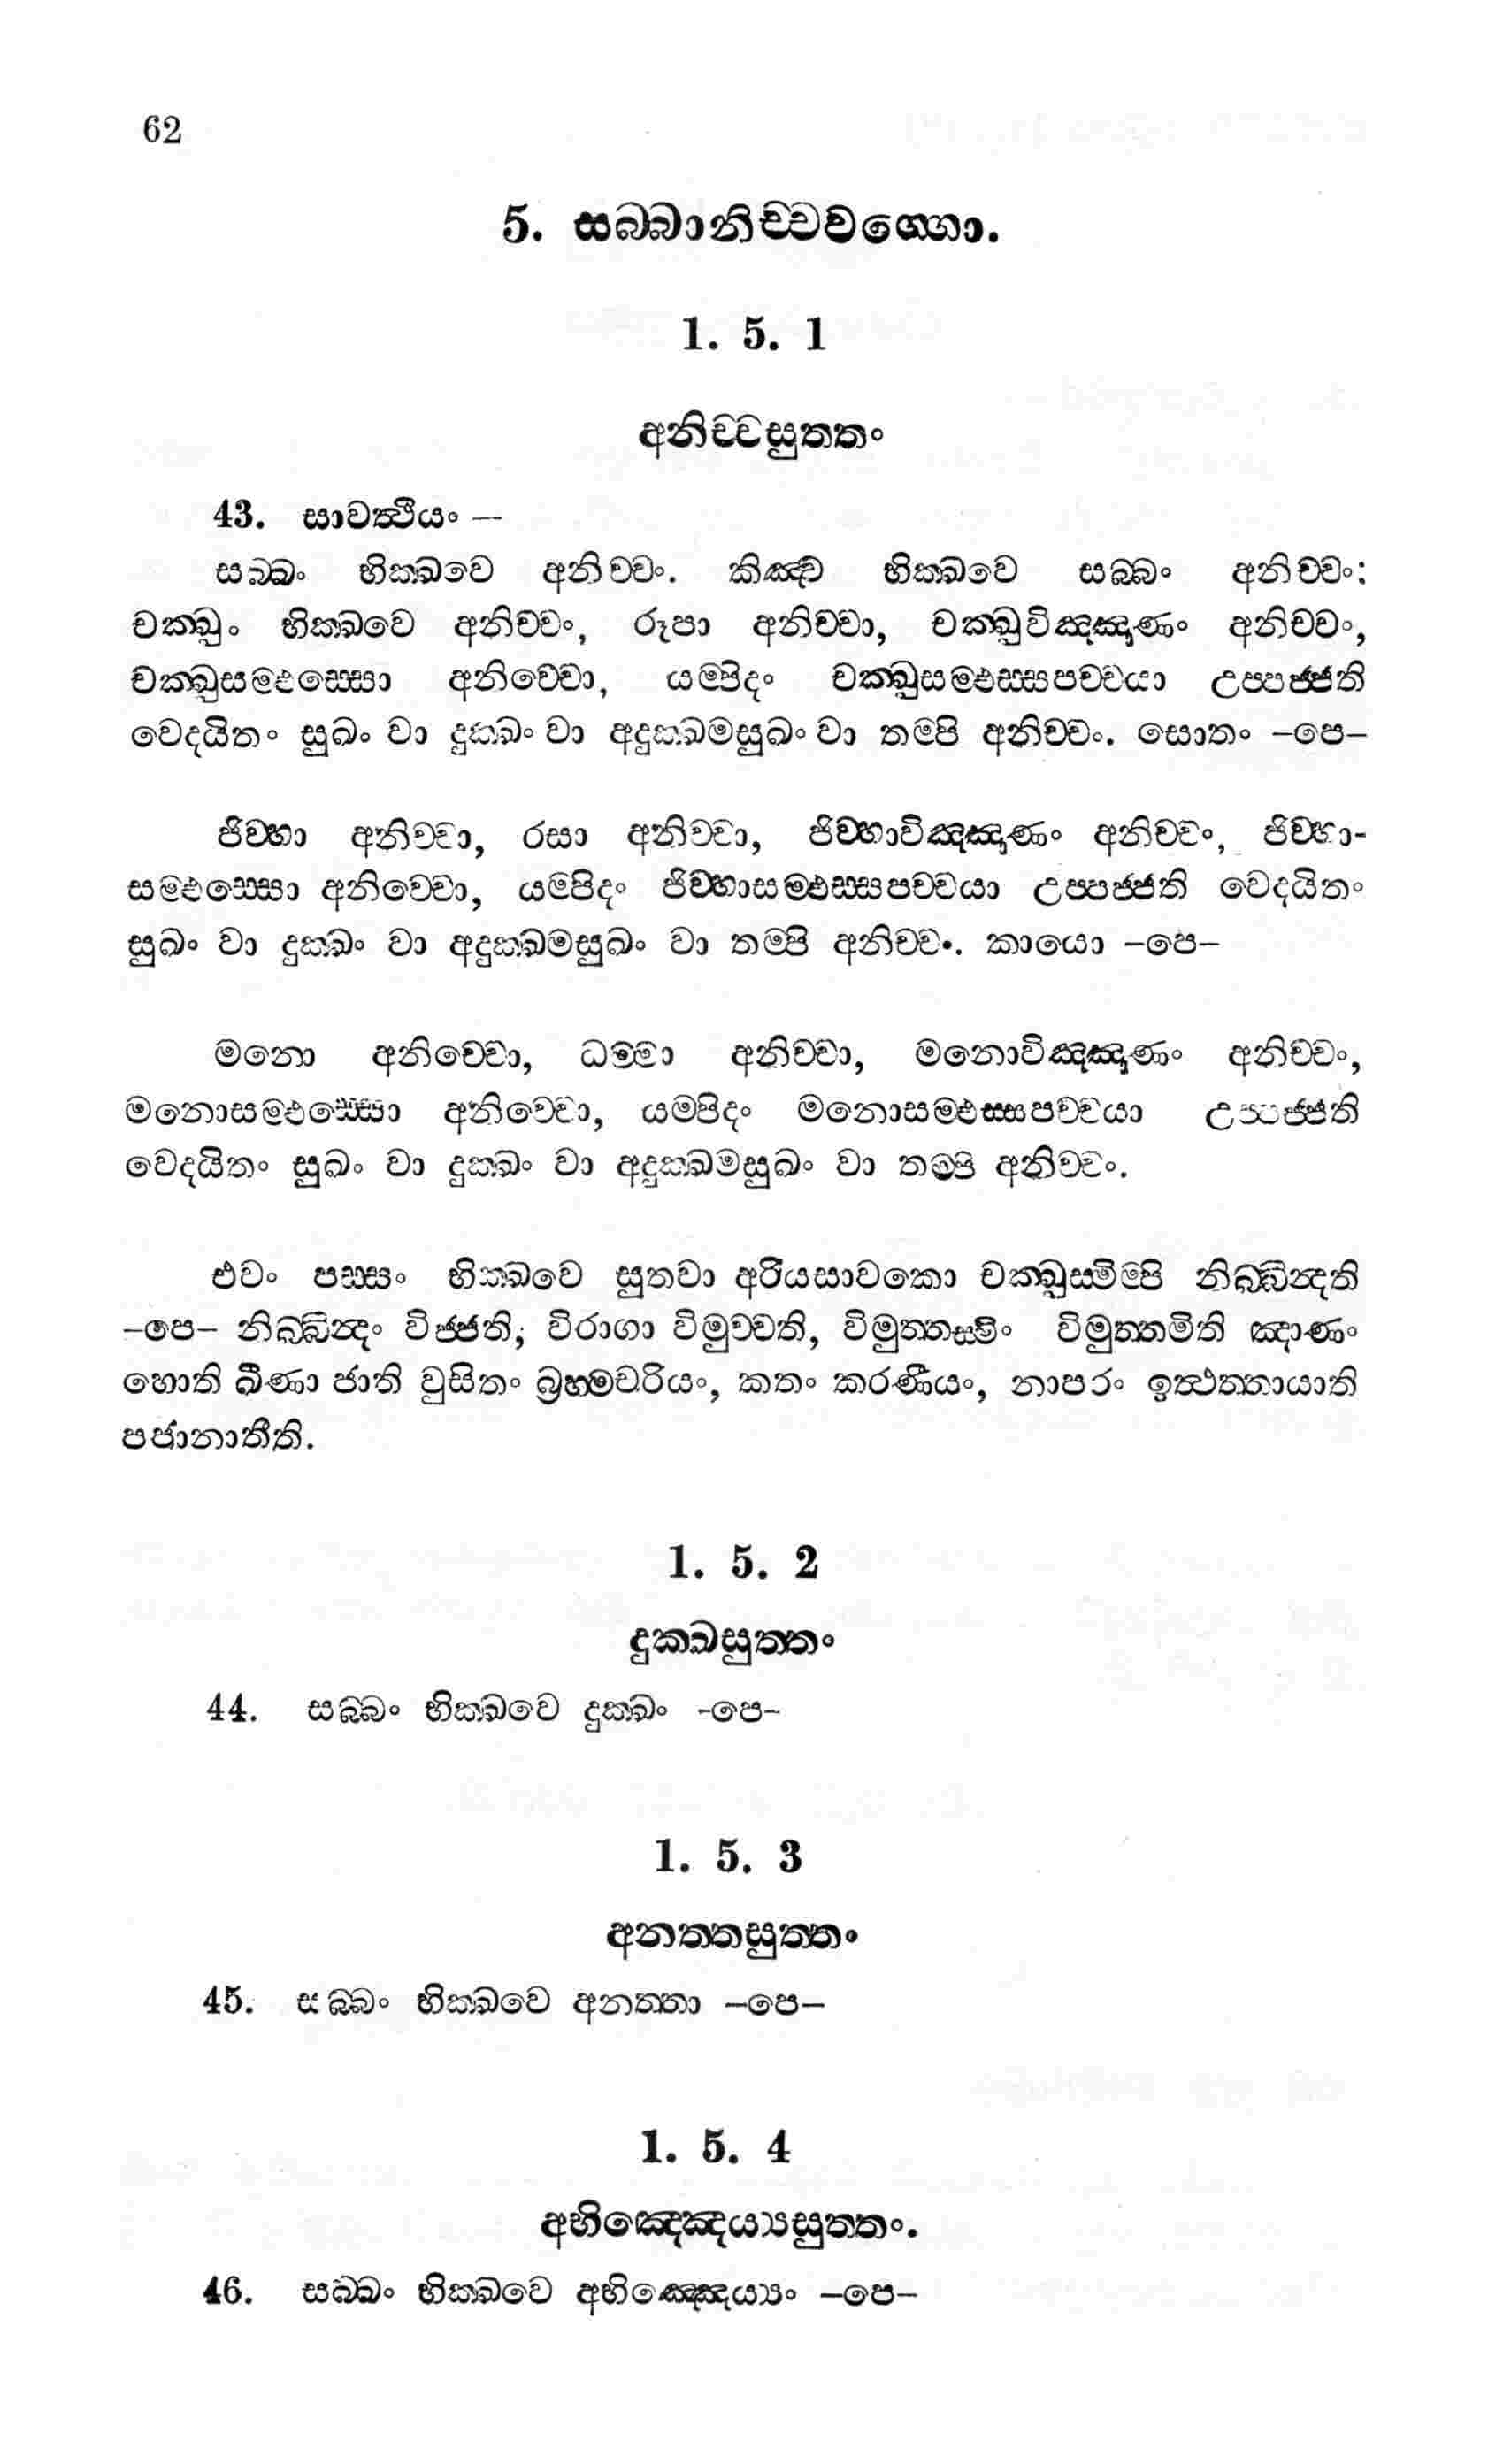 62
5. සබ්බානිච්චවග්ගො.
1. 5. 1
අනිච්චසුත්තං
43. සාවත්ථියං —
සබ්බං භික්ඛවෙ අනිච්චං. කිඤ්ච භික්ඛවෙ සබ්බං අනිච්චං:
චක්ඛුං භික්ඛවෙ අනිච්චං, රූපා අනිච්චා, චක්ඛුවිඤ්ඤාණං අනිච්චං,
චක්ඛුසම්ඵස්සො අනිච්චො, යම්පිදං චක්ඛුසම්ඵස්සපච්චයා උප්පජ්ජති
වෙදයිතං සුඛං වා දුක්ඛං වා අදුක්ඛමසුඛං වා තම්පි අනිච්චං. සොතං –පෙ–
ජිව්හා අනිච්චා, රසා අනිච්චා, ජිව්හාවිඤ්ඤාණං අනිච්චං, ජිව්හා-
සම්ඵස්සො අනිච්චො, යම්පිදං ජිව්හාසම්ඵස්සපච්චයා උප්පජ්ජති වෙදයිතං
සුඛං වා දුක්ඛං වා අදුක්ඛමසුඛං වා තම්පි අනිච්චං. කායො –පෙ–
මනො අනිච්චො, ධම්මා අනිච්චා, මනොවිඤ්ඤාණං අනිච්චං,
මනොසම්ඵස්සො අනිච්චො, යම්පිදං මනොසම්ඵස්සපච්චයා උප්පජ්ජති
වෙදයිතං සුඛං වා දුක්ඛං වා අදුක්ඛමසුඛං වා තම්පි අනිච්චං.
එවං පස්සං භික්ඛවෙ සුතවා අරියසාවකො චක්ඛුස්මිම්පි නිබ්බින්දති
–පෙ– නිබ්බින්දං විජ්ජති, විරාගා විමුච්චති, විමුත්තස්මිං විමුත්තමිති ඤාණං
හොති ඛීණා ජාති වුසිතං බ්‍රහ්මචරියං, කතං කරණීයං, නාපරං ඉත්ථත්තායාති
පජානාතීති.
1. 5. 2
දුක්ඛසුත්තං
44. සබ්බං භික්ඛවෙ දුක්ඛං -පෙ-
1. 5. 3
අනත්තසුත්තං
45. සබ්බං භික්ඛවෙ අනත්තා –පෙ–
1. 5. 4
අභිඤ්ඤෙය්‍යසුත්තං.
46. සබ්බං භික්ඛවෙ අභිඤ්ඤෙය්‍යං –පෙ–